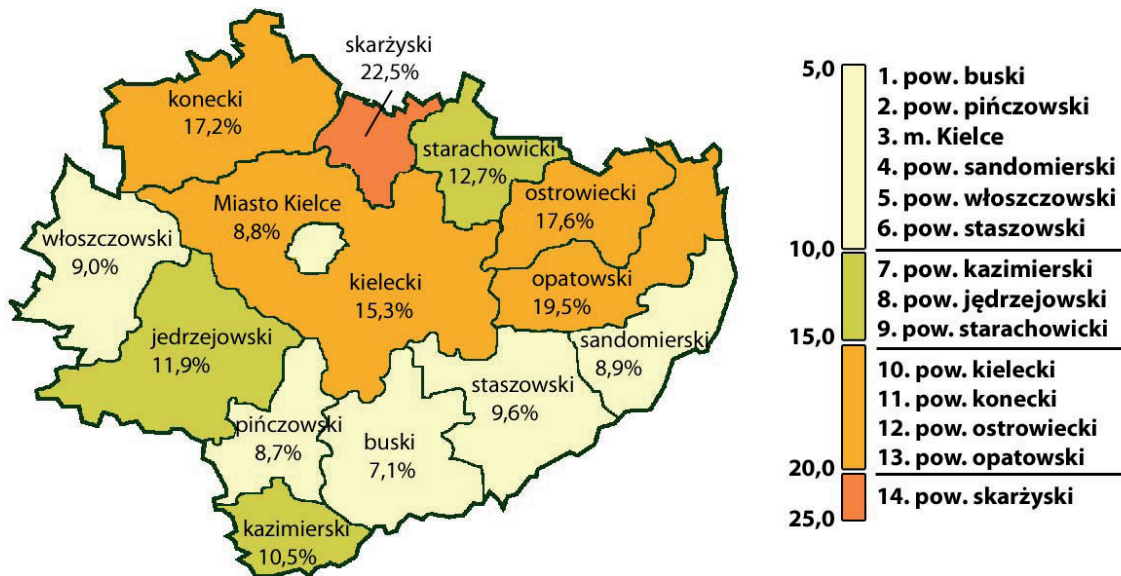 skarżyski
22,5%
konecki
17,2%
starachowicki
12,7%
ostrowiecki
17,6%
Miasto Kielce
8,8%
włoszczowski
9,0%
kielecki
15,3%
opatowski
19,5%
jedrzejowski
11,9%
sandomierski
8,9%
staszowski
9,6%
pińczowski
8,7%
buski
7,1%
kazimierski
10,5%
5,0
1. pow. buski
2. pow. pińczowski
3. m. Kielce
4. pow. sandomierski
5. pow. włoszczowski
6. pow. staszowski
10,0
7. pow. kazimierski
8. pow. jędrzejowski
9. pow. starachowicki
15,0
10. pow. kielecki
11. pow. konecki
12. pow. ostrowiecki
13. pow. opatowski
20,0
14. pow. skarżyski
25,0